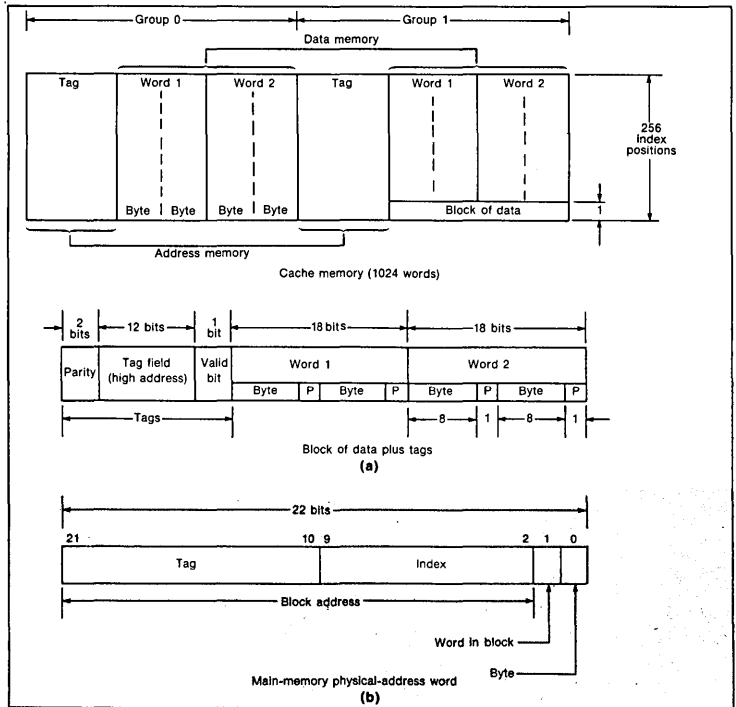 Group 0 Group 1
Data memory
Tag Word 1 Word 2 Tag Word 1 Word 2
256
index
positions
Byte Byte Byte Byte Block of data 1
Address memory
Cache memory (1024 words)
2
bits
12 bits
1
bit
18 bits 18 bits
Parity
Tag field
(high address)
Valid
bit
Word 1 Word 2
Byte P Byte P Byte P Byte P
Tags 8 1 8 1
Block of data plus tags
(a)
22 bits
21 10 9 2 1 0
Tag Index
Block address
Word in block
Byte
Main-memory physical-address word
(b)